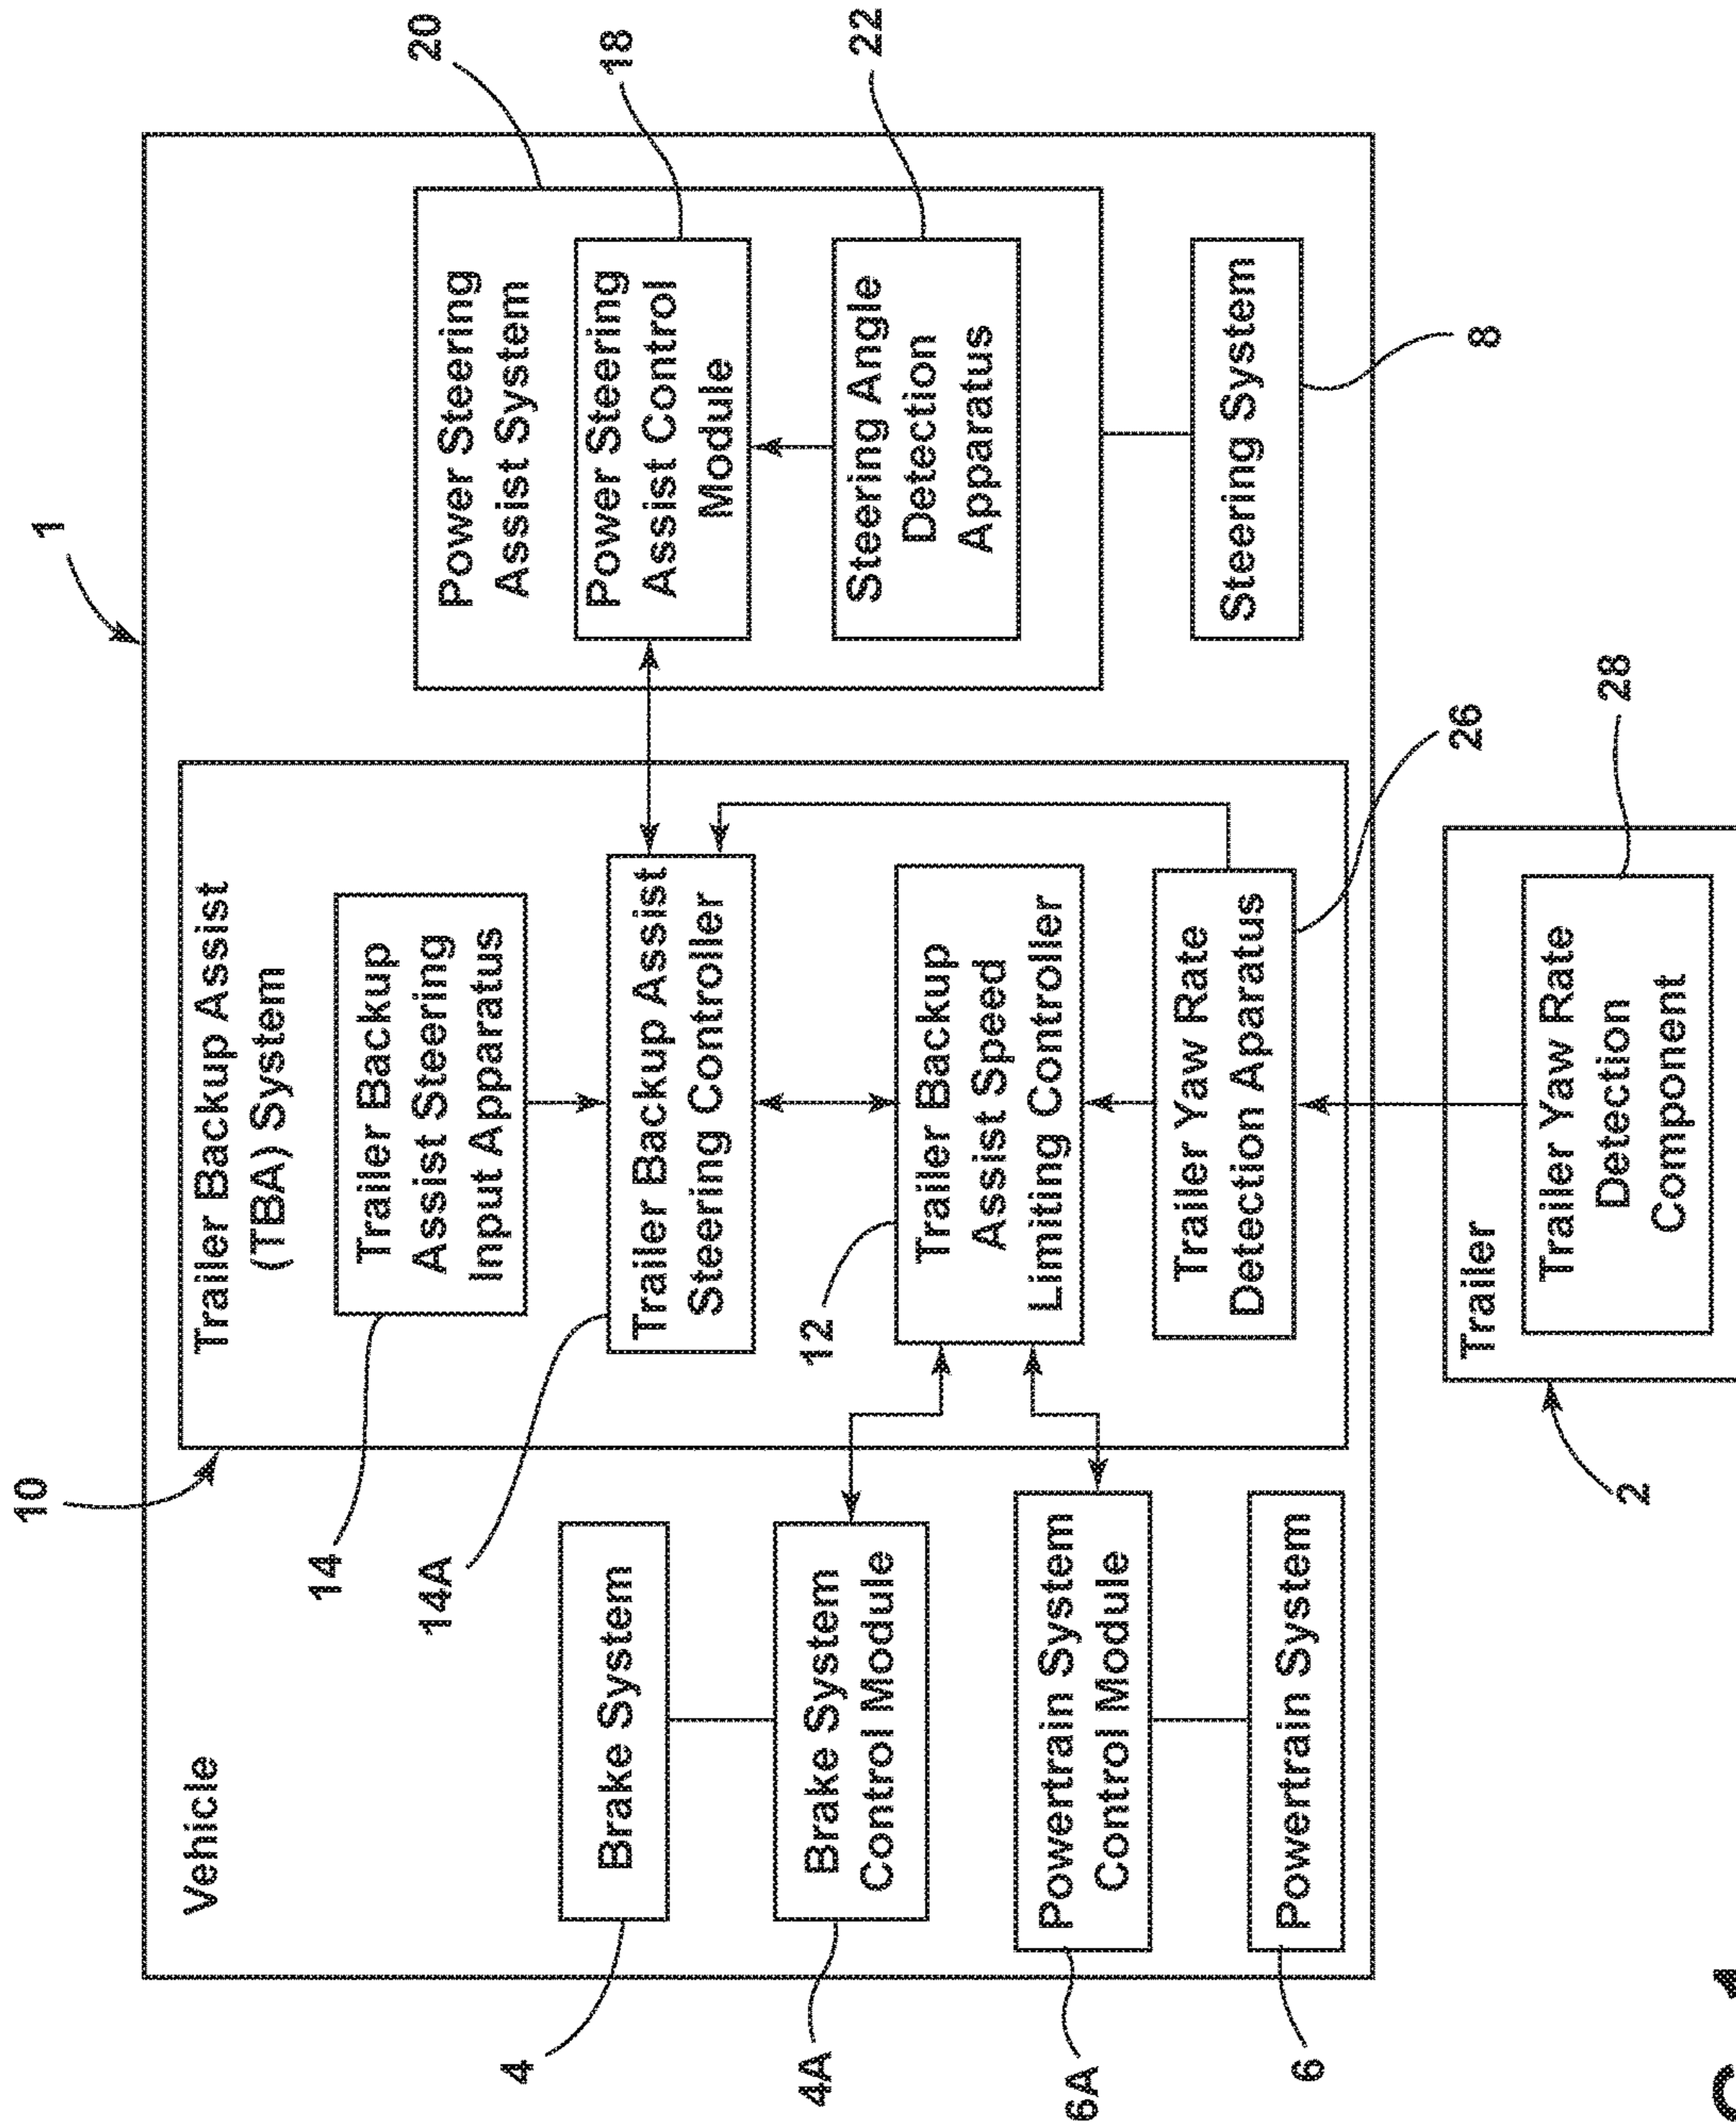 1
10
20
18
22
Vehicle
Trailer Backup Assist
(TBA) System
Power Steering
Assist System
14
Trailer Backup
Assist Steering
Input Apparatus
Power Steering
Assist Control
Module
14A
Trailer Backup Assist
Steering Controller
Brake System
4
Steering Angle
Detection
Apparatus
Brake System
Control Module
4A
12
Trailer Backup
Assist Speed
Limiting Controller
Powertrain System
Control Module
6A
Trailer Yaw Rate
Detection Aparatus
26
Steering System
8
Powertrain System
6
Trailer
2
Trailer Yaw Rate
Detection
Component
28